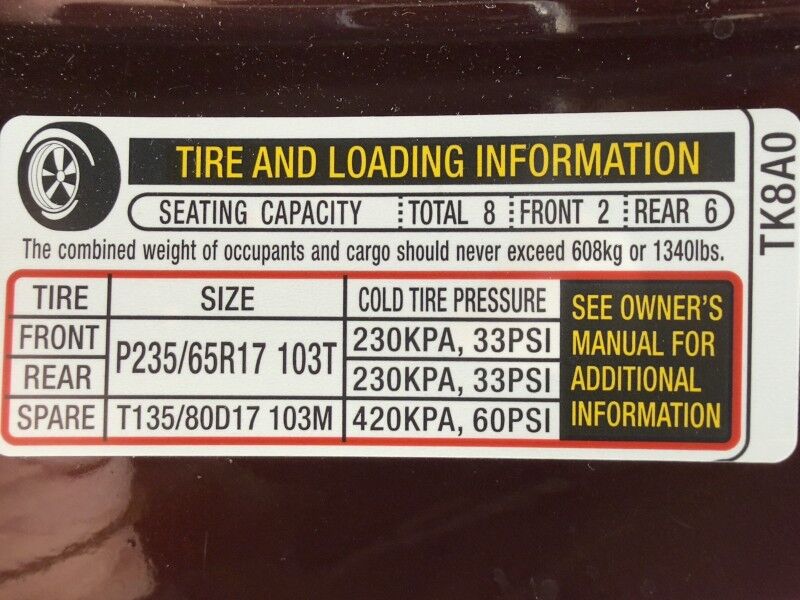 TIRE AND LOADING INFORMATION
SEATING CAPACITY TOTAL 8 FRONT 2 REAR 6
The combined weight of occupants and cargo should never exceed 608kg or 1340lbs.
TIRE SIZE COLD TIRE PRESSURE
FRONT P235/65R17 103T 230KPA, 33PSI
REAR 230KPA, 33PSI
SPARE T135/80D17 103M 420KPA, 60PSI
SEE OWNER'S
MANUAL FOR
ADDITIONAL
INFORMATION
TK8A0